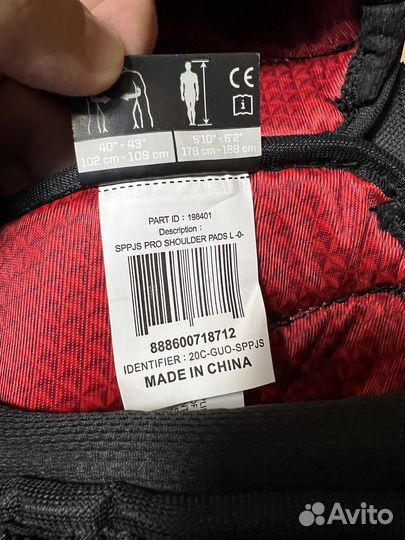 CE
i
40" - 43"
102 cm - 109 cm
5'10" - 6'2"
178 cm - 188 cm
PART ID : 198401
Description :
SPPJS PRO SHOULDER PADS L -0-
888600718712
IDENTIFIER : 20C-GUO-SPPJS
MADE IN CHINA
Avito